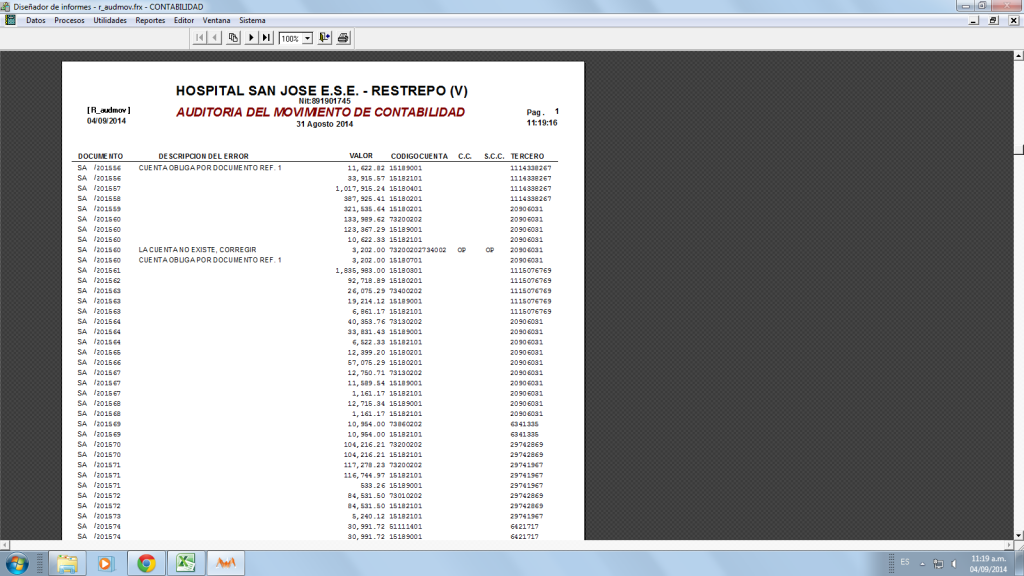 Diseñador de informes - r_audmov.frx - CONTABILIDAD
Datos Procesos Utilidades Reportes Editor Ventana Sistema
100%
HOSPITAL SAN JOSE E.S.E. - RESTREPO (V)
Nit:891901745
[ R_audmov ] AUDITORIA DEL MOVIMIENTO DE CONTABILIDAD Pag. 1
04/09/2014 31 Agosto 2014 11:19:16
DOCUMENTO DESCRIPCION DEL ERROR VALOR CODIGO CUENTA C.C. S.C.C. TERCERO
SA /201556 CUENTA OBLIGA POR DOCUMENTO REF. 1 11,622.82 15189001 1114338267
SA /201556 33,915.57 15182101 1114338267
SA /201557 1,017,915.24 15180401 1114338267
SA /201558 387,925.41 15180201 1114338267
SA /201559 321,535.64 15180201 20906031
SA /201560 133,989.62 73200202 20906031
SA /201560 123,367.29 15189001 20906031
SA /201560 10,622.33 15182101 20906031
SA /201560 LA CUENTA NO EXISTE, CORREGIR 3,202.00 73200202734002 OP OP 20906031
SA /201560 CUENTA OBLIGA POR DOCUMENTO REF. 1 3,202.00 15180701 20906031
SA /201561 1,835,983.00 15180301 1115076769
SA /201562 92,718.89 15180201 1115076769
SA /201563 26,075.29 73400202 1115076769
SA /201563 19,214.12 15189001 1115076769
SA /201563 6,861.17 15182101 1115076769
SA /201564 40,353.76 73130202 20906031
SA /201564 33,831.43 15189001 20906031
SA /201564 6,522.33 15182101 20906031
SA /201565 12,399.20 15180201 20906031
SA /201566 57,075.29 15180201 20906031
SA /201567 12,750.71 73130202 20906031
SA /201567 11,589.54 15189001 20906031
SA /201567 1,161.17 15182101 20906031
SA /201568 12,715.34 15189001 20906031
SA /201568 1,161.17 15182101 20906031
SA /201569 10,954.00 73860202 6341335
SA /201569 10,954.00 15182101 6341335
SA /201570 104,216.21 73200202 29742869
SA /201570 104,216.21 15182101 29742869
SA /201571 117,278.23 73200202 29741967
SA /201571 116,744.97 15182101 29741967
SA /201571 533.26 15189001 29741967
SA /201572 84,531.50 73010202 29742869
SA /201572 84,531.50 15182101 29742869
SA /201573 5,240.12 15182101 29741967
SA /201574 30,991.72 51111401 6421717
SA /201574 30,991.72 15189001 6421717
ES 11:19 a.m.
04/09/2014